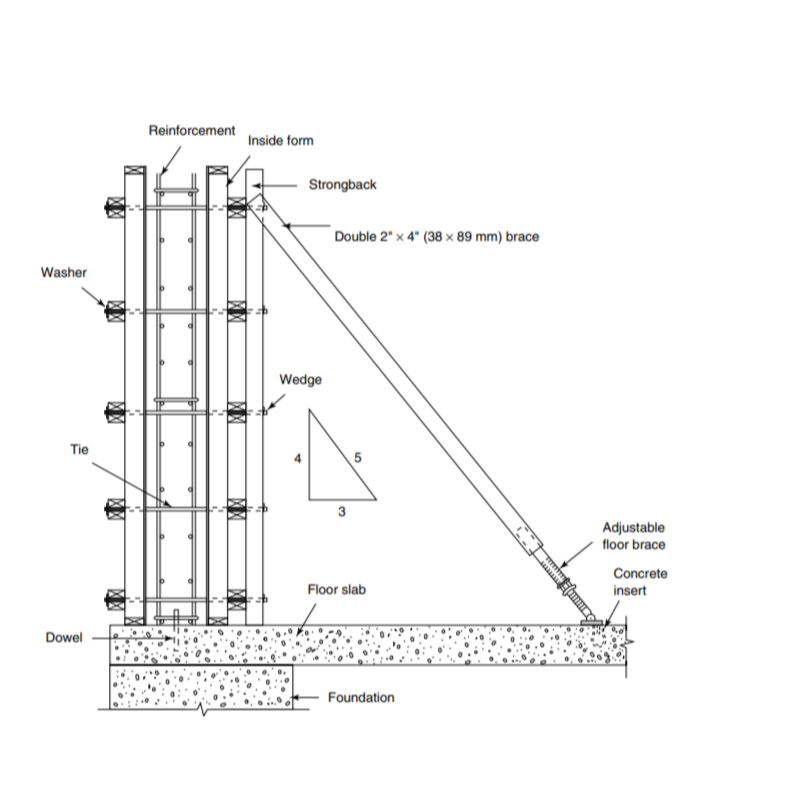 Reinforcement
Inside form
Strongback
Double 2" × 4" (38 × 89 mm) brace
Washer
Wedge
Tie
4
5
3
Adjustable
floor brace
Concrete
insert
Floor slab
Dowel
Foundation